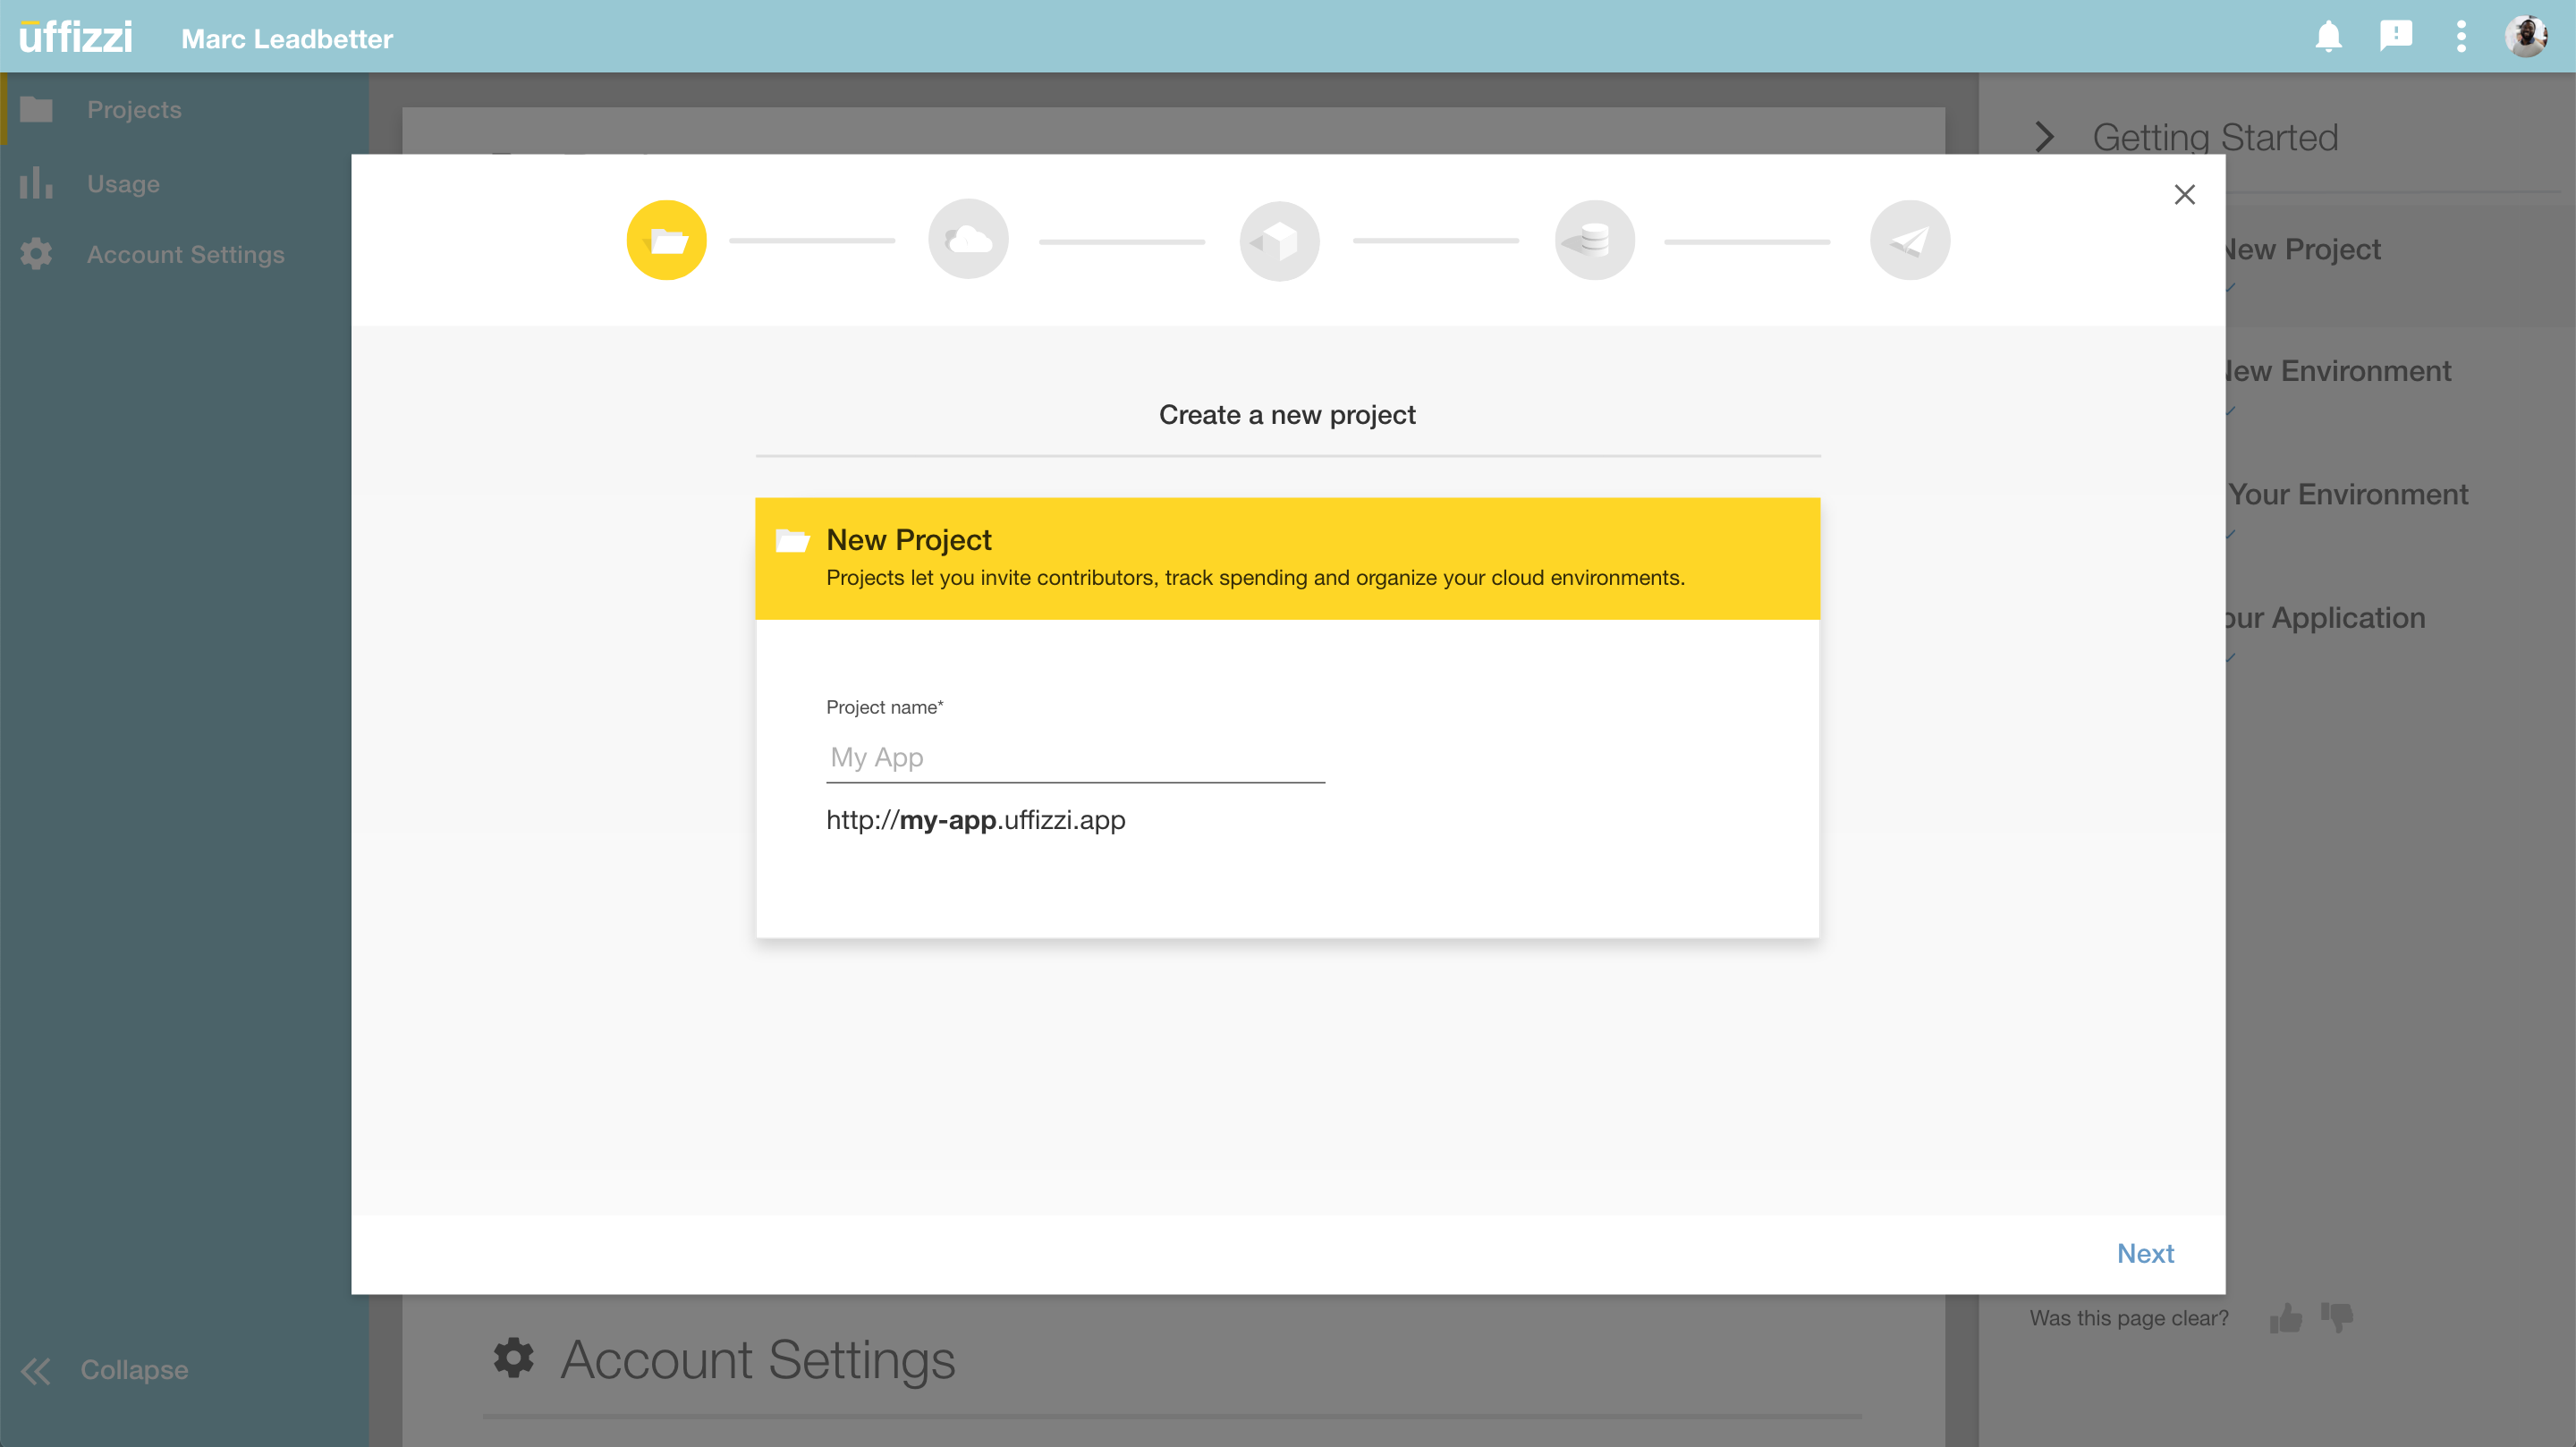 uffizzi
Marc Leadbetter
Projects
Usage
Account Settings
Getting Started
New Project
New Environment
Your Environment
our Application
Create a new project
New Project
Projects let you invite contributors, track spending and organize your cloud environments.
Project name*
My App
http://my-app.uffizzi.app
Next
Was this page clear?
Collapse
Account Settings